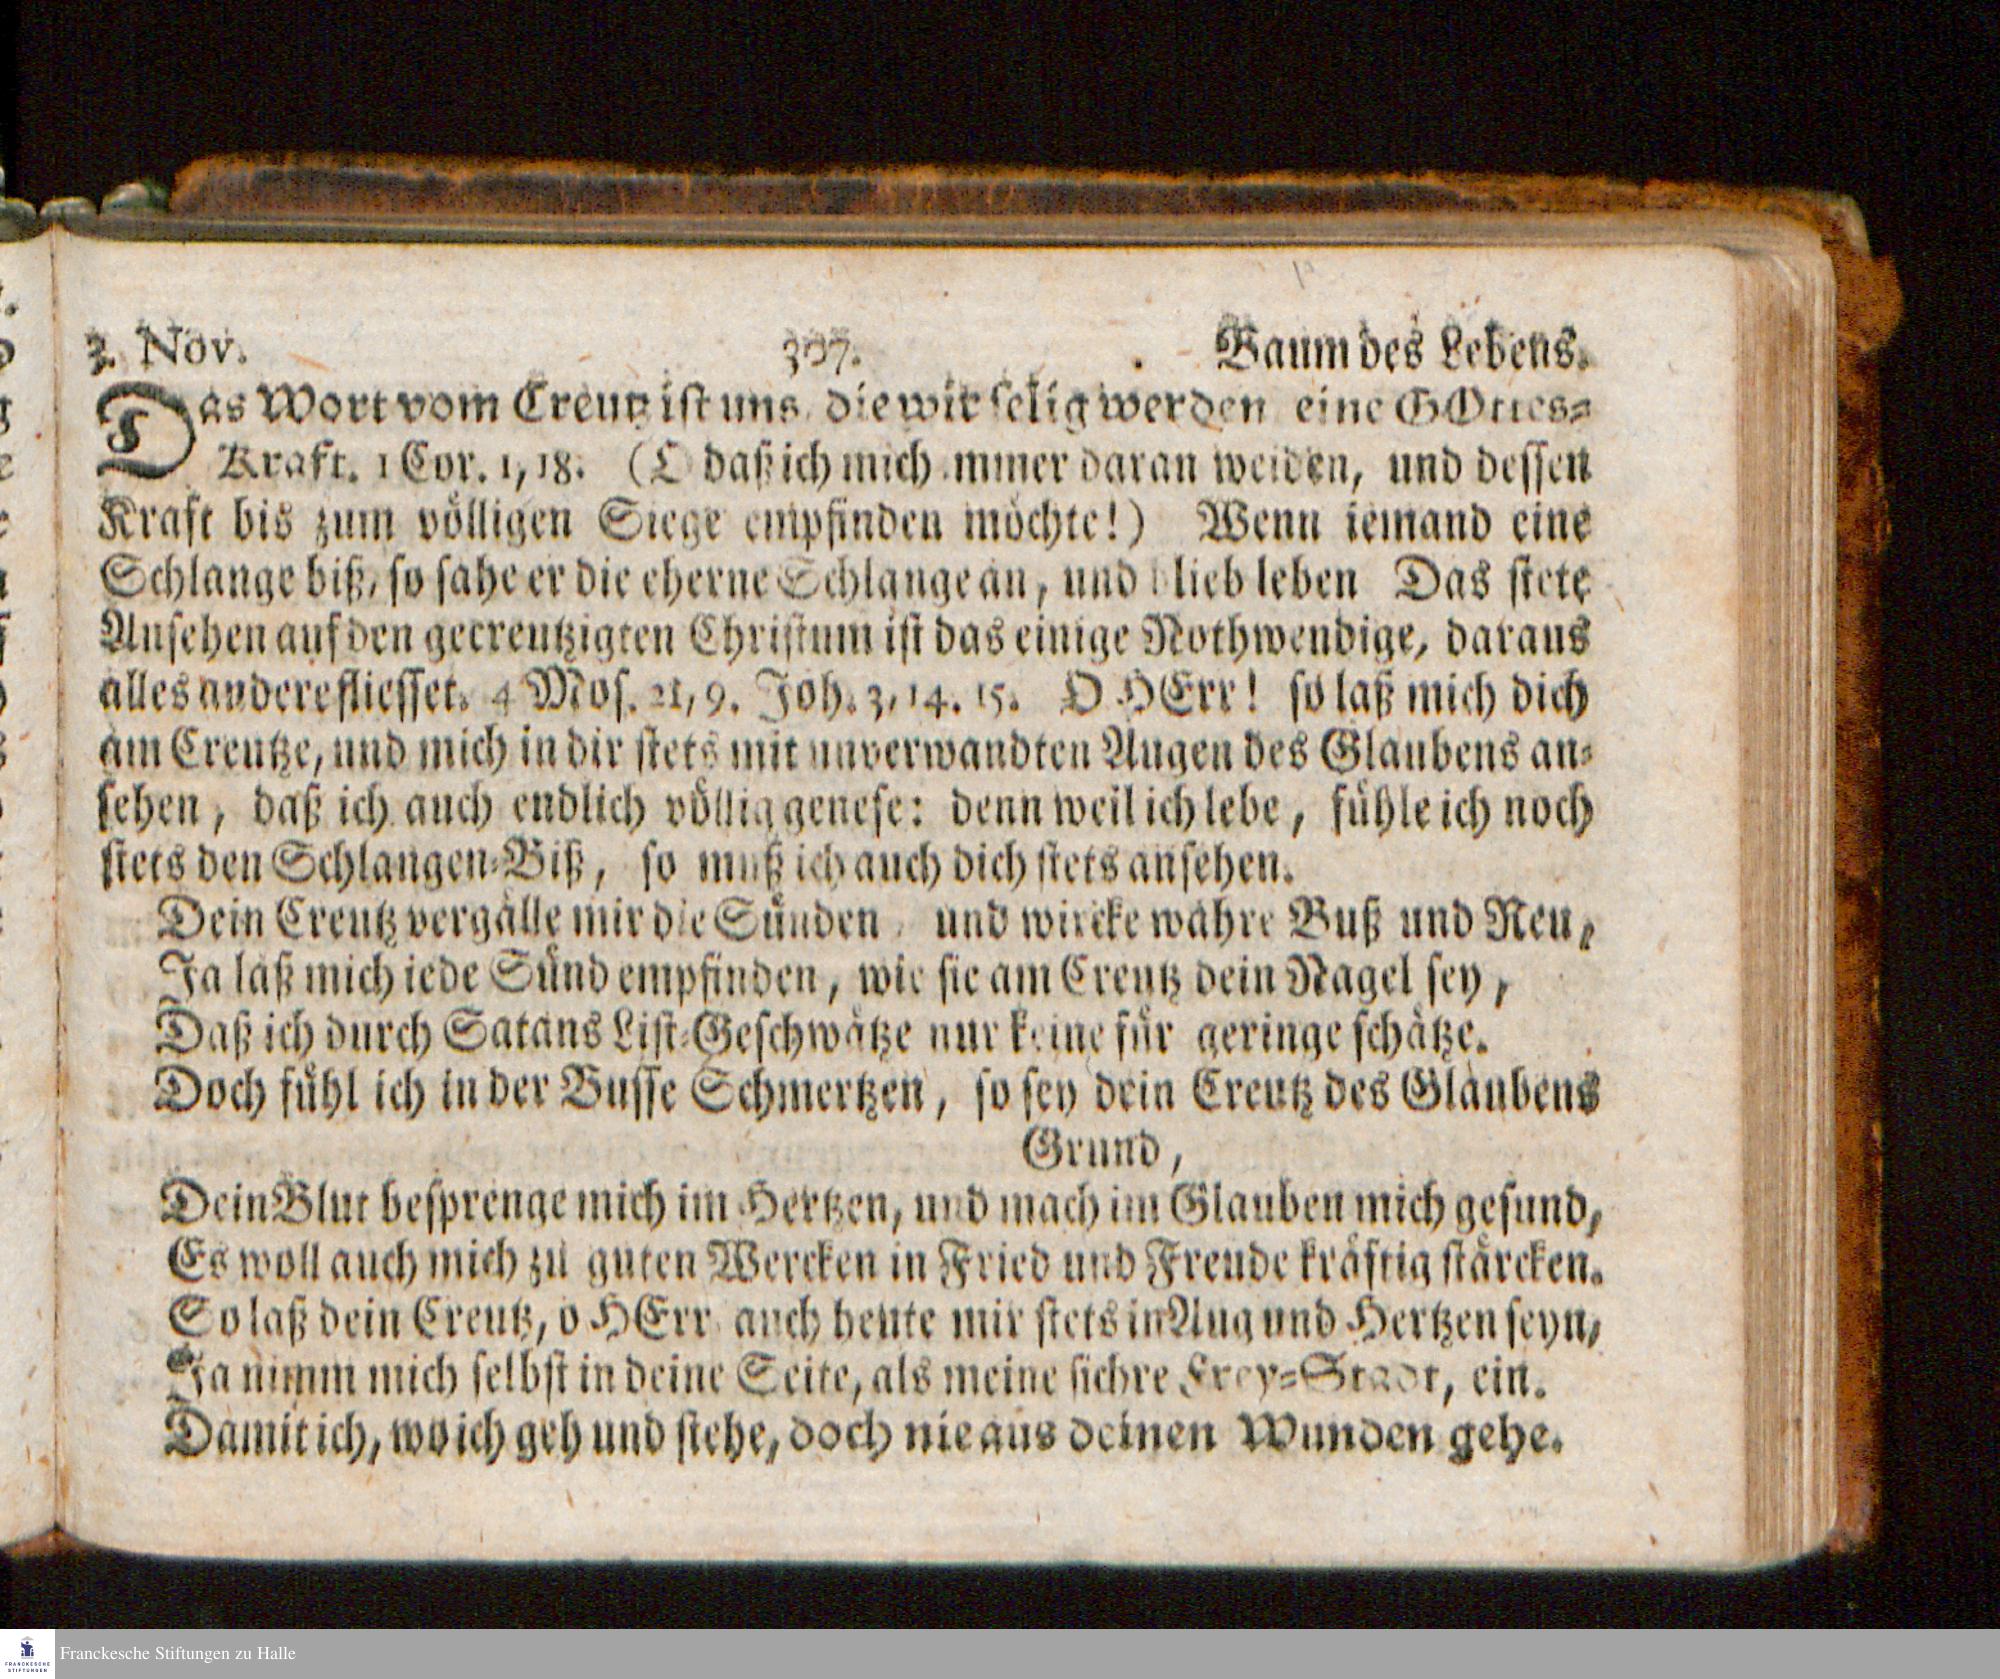 3. Nov. 307. Baum des Lebens.
Das Wort vom Creutz ist uns, die wir selig werden eine GOttes-
Kraft. 1 Cor. 1, 18. (O daß ich mich immer daran weiden, und dessen
Kraft bis zum völligen Siege empfinden möchte!) Wenn iemand eine
Schlange biß, so sahe er die eherne Schlange an, und blieb leben Das stete
Ansehen auf den gecreutzigten Christum ist das einige Nothwendige, daraus
alles andere fliesset. 4 Mos. 21, 9. Joh. 3, 14. 15. O HErr! so laß mich dich
am Creutze, und mich in dir stets mit unverwandten Augen des Glaubens an-
sehen, daß ich auch endlich völlig genese: denn weil ich lebe, fühle ich noch
stets den Schlangen-Biß, so muß ich auch dich stets ansehen.
Dein Creutz vergälle mir die Sünden, und wircke wahre Buß und Reu,
Ja laß mich iede Sünd empfinden, wie sie am Creutz dein Nagel sey,
Daß ich durch Satans List-Geschwätze nur keine für geringe schätze.
Doch fühl ich in der Busse Schmertzen, so sey dein Creutz des Glaubens
Grund,
Dein Blut besprenge mich im Hertzen, und mach im Glauben mich gesund,
Es woll auch mich zu guten Wercken in Fried und Freude kräftig stärcken.
So laß dein Creutz, o HErr auch heute mir stets in Aug und Hertzen seyn,
Ja nimm mich selbst in deine Seite, als meine sichre Frey-Stadt, ein.
Damit ich, wo ich geh und stehe, doch nie aus deinen Wunden gehe.
FRANCKESCHE
STIFTUNGEN
Franckesche Stiftungen zu Halle